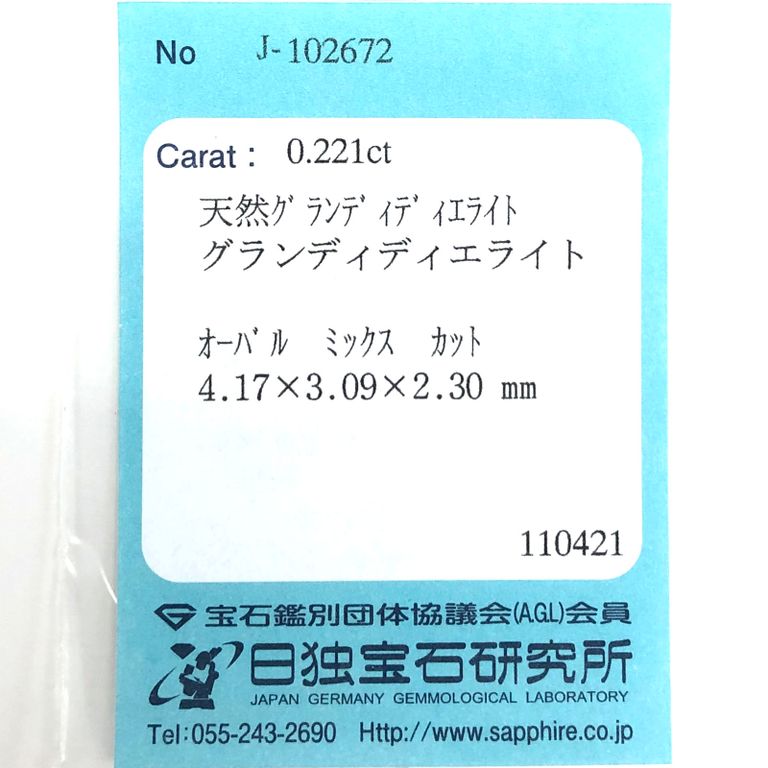 No J-102672
Carat : 0.221ct
天然ｸﾞﾗﾝﾃﾞｨﾃﾞｨｴﾗｲﾄ
グランディディエライト
ｵｰﾊﾞﾙ ﾐｯｸｽ ｶｯﾄ
4.17×3.09×2.30 mm
110421
宝石鑑別団体協議会(AGL)会員
日独宝石研究所
JAPAN GERMANY GEMMOLOGICAL LABORATORY
Tel:055-243-2690 Http://www.sapphire.co.jp